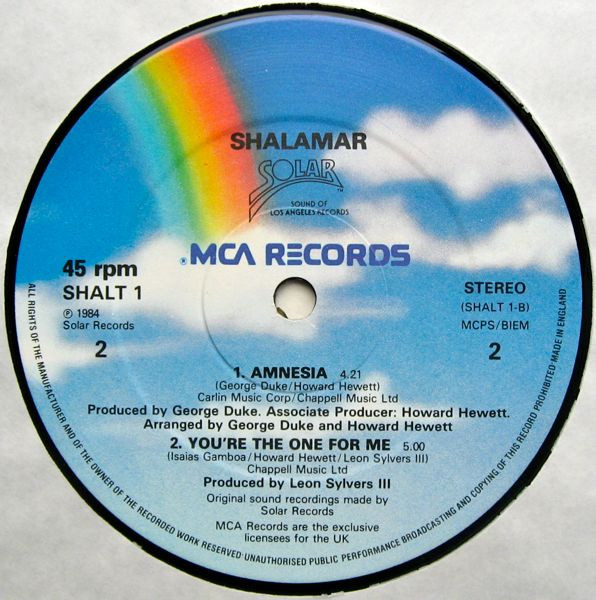 SHALAMAR
SOLAR
TM
SOUND OF
LOS ANGELES RECORDS
® MCA RECORDS
45 rpm
SHALT 1
℗ 1984
Solar Records
2
STEREO
(SHALT 1-B)
MCPS/BIEM
2
1. AMNESIA 4.21
(George Duke/Howard Hewett)
Carlin Music Corp/Chappell Music Ltd
Produced by George Duke. Associate Producer: Howard Hewett.
Arranged by George Duke and Howard Hewett
2. YOU'RE THE ONE FOR ME 5.00
(Isaias Gamboa/Howard Hewett/Leon Sylvers III)
Chappell Music Ltd
Produced by Leon Sylvers III
Original sound recordings made by
Solar Records
MCA Records are the exclusive
licensees for the UK
ALL RIGHTS OF THE MANUFACTURER AND OF THE OWNER OF THE RECORDED WORK RESERVED·UNAUTHORISED PUBLIC PERFORMANCE BROADCASTING AND COPYING OF THIS RECORD PROHIBITED·MADE IN ENGLAND